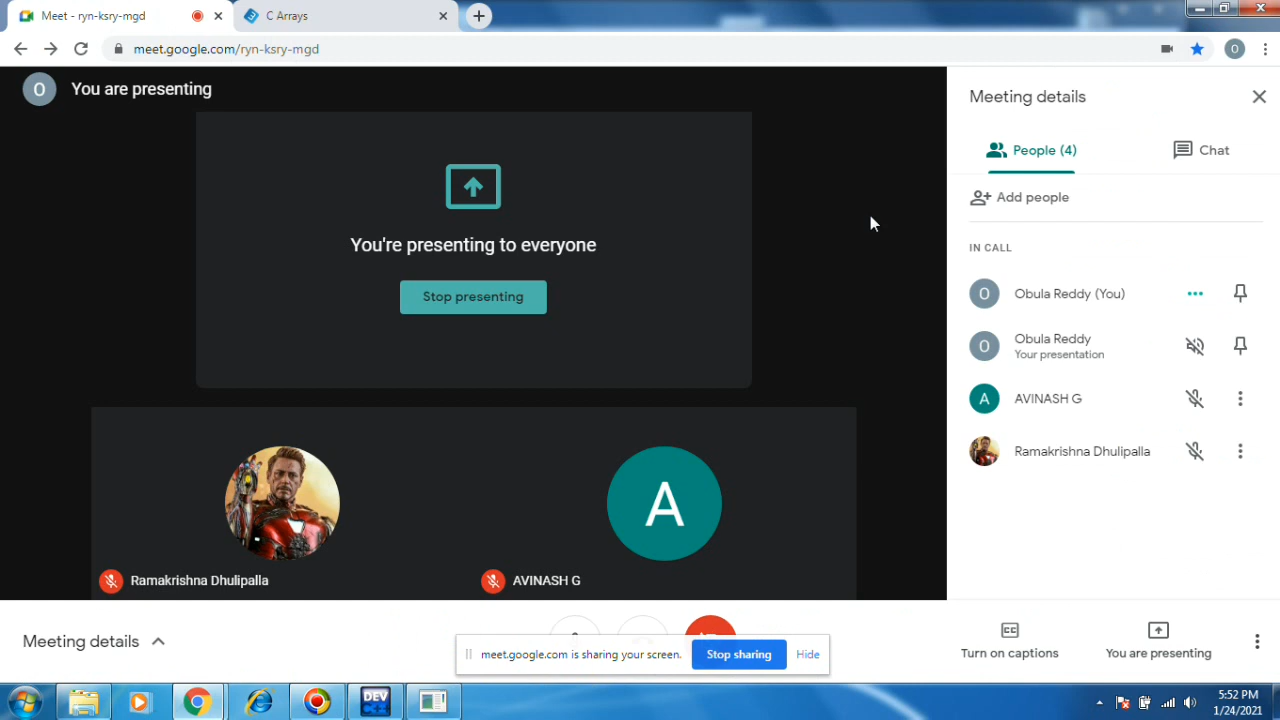 Meet - ryn-ksry-mgd
C Arrays
meet.google.com/ryn-ksry-mgd
O
O
You are presenting
Meeting details
People (4)
Chat
You're presenting to everyone
Add people
Stop presenting
IN CALL
O
Obula Reddy (You)
O
Obula Reddy
Your presentation
A
AVINASH G
Ramakrishna Dhulipalla
A
Ramakrishna Dhulipalla
AVINASH G
Meeting details
meet.google.com is sharing your screen.
Stop sharing
Hide
CC
Turn on captions
You are presenting
DEV
5:52 PM
1/24/2021